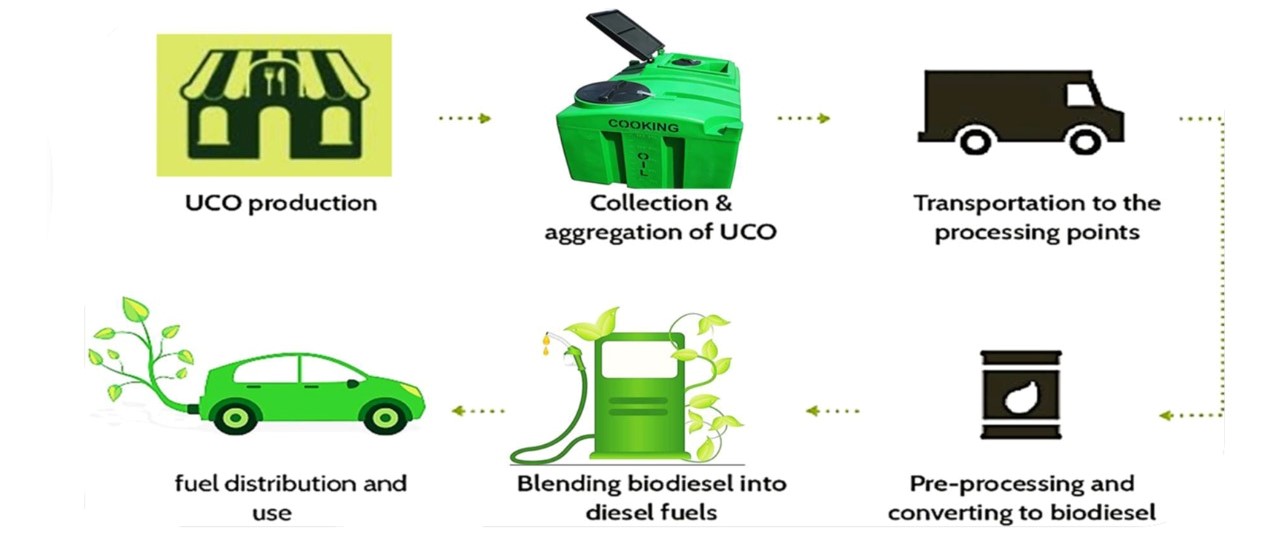 UCO production
COOKING
OIL
Collection &
aggregation of UCO
Transportation to the
processing points
fuel distribution and
use
Blending biodiesel into
diesel fuels
Pre-processing and
converting to biodiesel